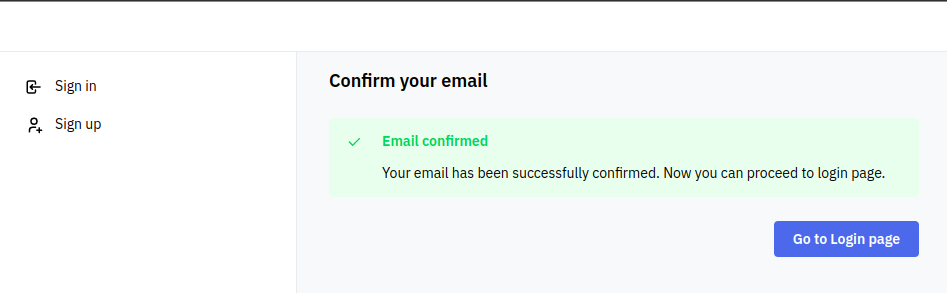 Sign in
Sign up
Confirm your email
Email confirmed
Your email has been successfully confirmed. Now you can proceed to login page.
Go to Login page